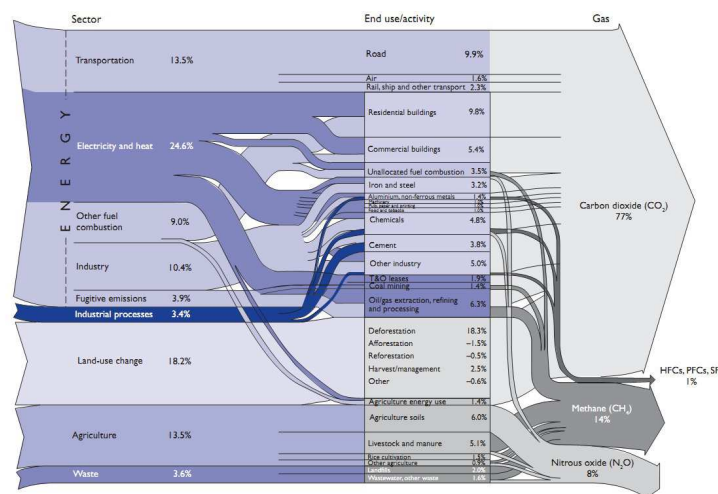 Sector
End use/activity
Gas
ENERGY
Transportation 13.5%
Electricity and heat 24.6%
Other fuel
combustion
9.0%
Industry 10.4%
Fugitive emissions 3.9%
Industrial processes 3.4%
Land-use change 18.2%
Agriculture 13.5%
Waste 3.6%
Road 9.9%
Air 1.6%
Rail, ship and other transport 2.3%
Residential buildings 9.8%
Commercial buildings 5.4%
Unallocated fuel combustion 3.5%
Iron and steel 3.2%
Aluminium, non-ferrous metals 1.4%
Chemicals 4.8%
Cement 3.8%
Other industry 5.0%
T&O leases 1.9%
Coal mining 1.4%
Oil/gas extraction, refining
and processing
6.3%
Deforestation 18.3%
Afforestation –1.5%
Reforestation –0.5%
Harvest/management 2.5%
Other –0.6%
Agriculture energy use 1.4%
Agriculture soils 6.0%
Livestock and manure 5.1%
Rice cultivation 1.5%
Other agriculture 0.9%
Landfills 2.0%
Wastewater, other waste 1.6%
Carbon dioxide (CO2)
77%
HFCs, PFCs, SF
1%
Methane (CH4)
14%
Nitrous oxide (N2O)
8%